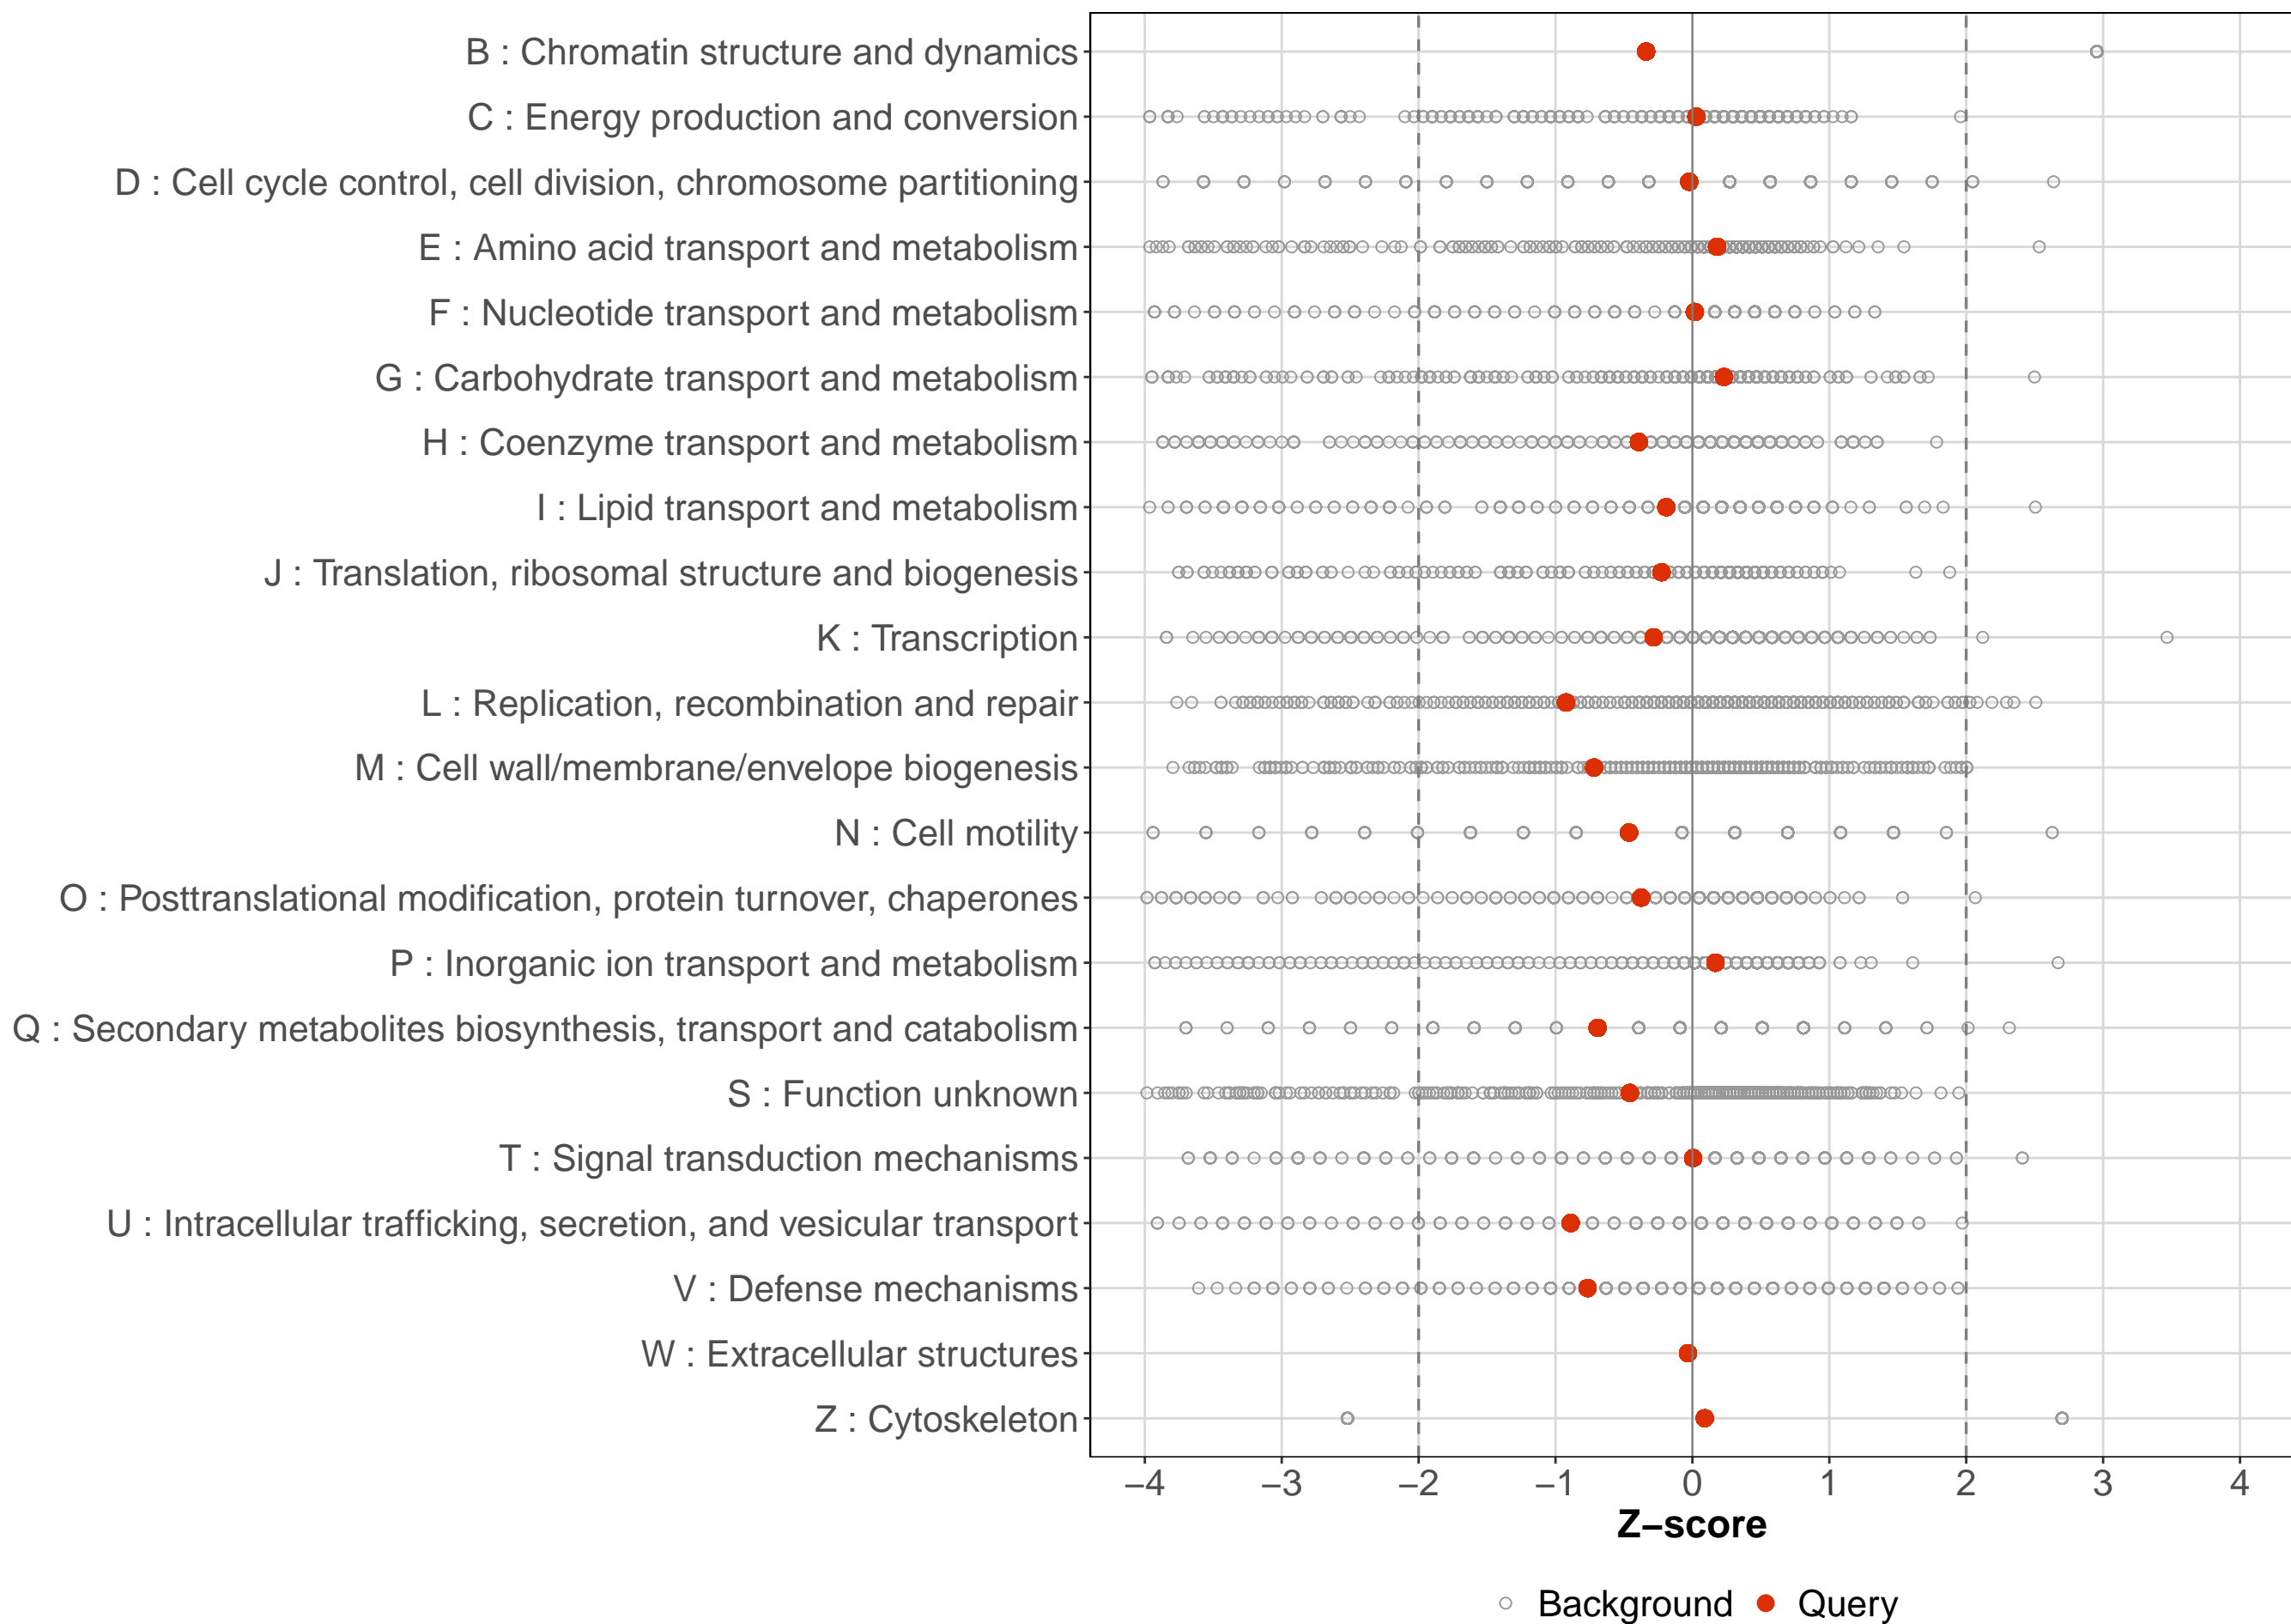 B : Chromatin structure and dynamics
C : Energy production and conversion
D : Cell cycle control, cell division, chromosome partitioning
E : Amino acid transport and metabolism
F : Nucleotide transport and metabolism
G : Carbohydrate transport and metabolism
H : Coenzyme transport and metabolism
I : Lipid transport and metabolism
J : Translation, ribosomal structure and biogenesis
K : Transcription
L : Replication, recombination and repair
M : Cell wall/membrane/envelope biogenesis
N : Cell motility
O : Posttranslational modification, protein turnover, chaperones
P : Inorganic ion transport and metabolism
Q : Secondary metabolites biosynthesis, transport and catabolism
S : Function unknown
T : Signal transduction mechanisms
U : Intracellular trafficking, secretion, and vesicular transport
V : Defense mechanisms
W : Extracellular structures
Z : Cytoskeleton
−4 −3 −2 −1 0 1 2 3 4
Z−score
Background Query